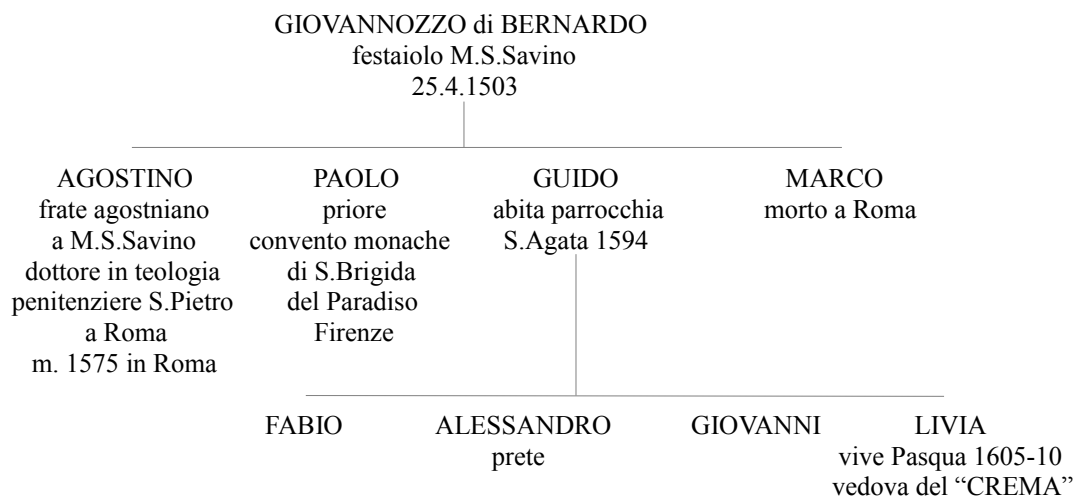 GIOVANNOZZO di BERNARDO
festaiolo M.S.Savino
25.4.1503
AGOSTINO
frate agostniano
a M.S.Savino
dottore in teologia
penitenziere S.Pietro
a Roma
m. 1575 in Roma
PAOLO
priore
convento monache
di S.Brigida
del Paradiso
Firenze
GUIDO
abita parrocchia
S.Agata 1594
MARCO
morto a Roma
FABIO
ALESSANDRO
prete
GIOVANNI
LIVIA
vive Pasqua 1605-10
vedova del “CREMA”